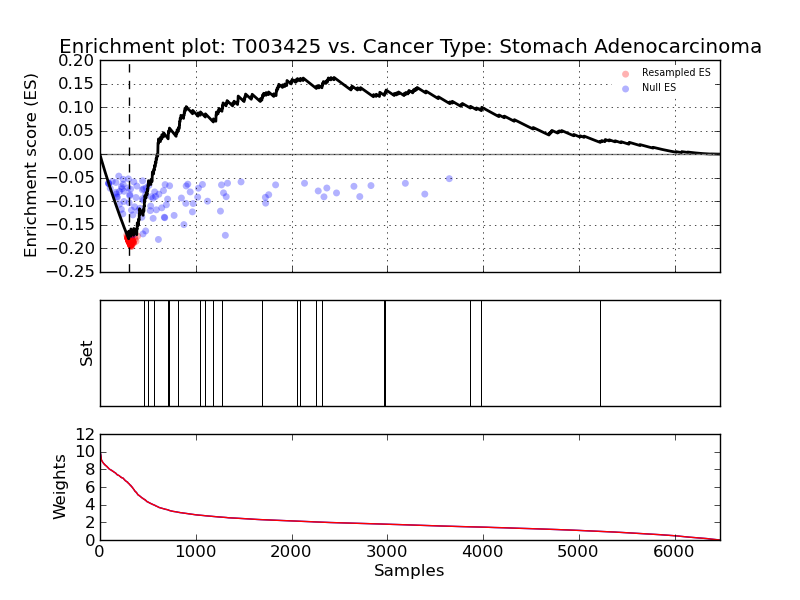 Enrichment plot: T003425 vs. Cancer Type: Stomach Adenocarcinoma
0.20
0.15
0.10
0.05
0.00
−0.05
−0.10
−0.15
−0.20
−0.25
Enrichment score (ES)
Resampled ES
Null ES
Set
12
10
8
6
4
2
0
Weights
0 1000 2000 3000 4000 5000 6000
Samples